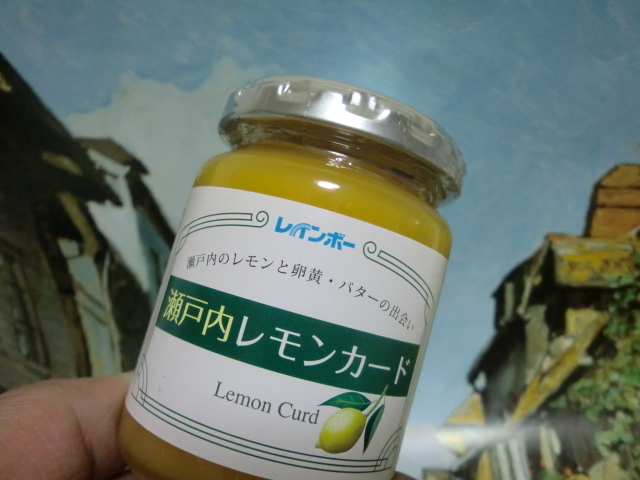 レインボー
瀬戸内のレモンと卵黄・バターの出会い
瀬戸内レモンカード
Lemon Curd